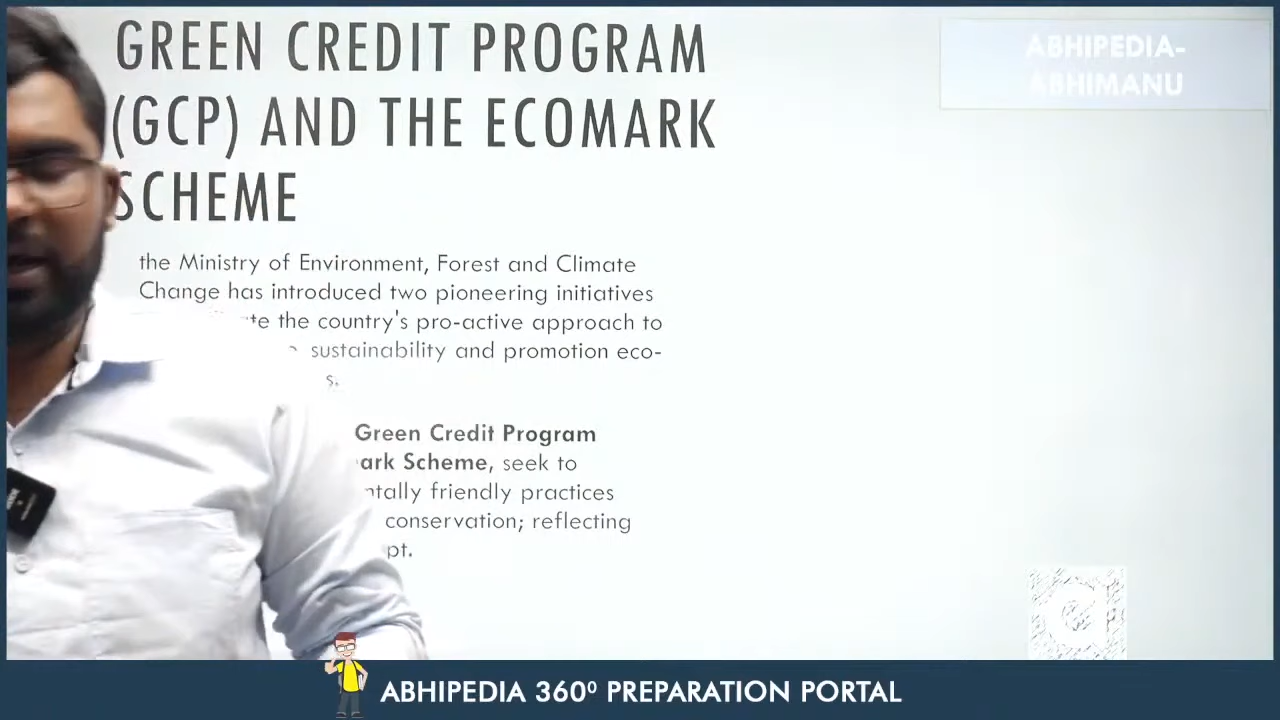 GREEN CREDIT PROGRAM
(GCP) AND THE ECOMARK
SCHEME
ABHIPEDIA-
ABHIMANU
the Ministry of Environment, Forest and Climate
Change has introduced two pioneering initiatives
the country's pro-active approach to
sustainability and promotion eco-
Green Credit Program
Scheme, seek to
friendly practices
conservation; reflecting
ABHIPEDIA 360⁰ PREPARATION PORTAL